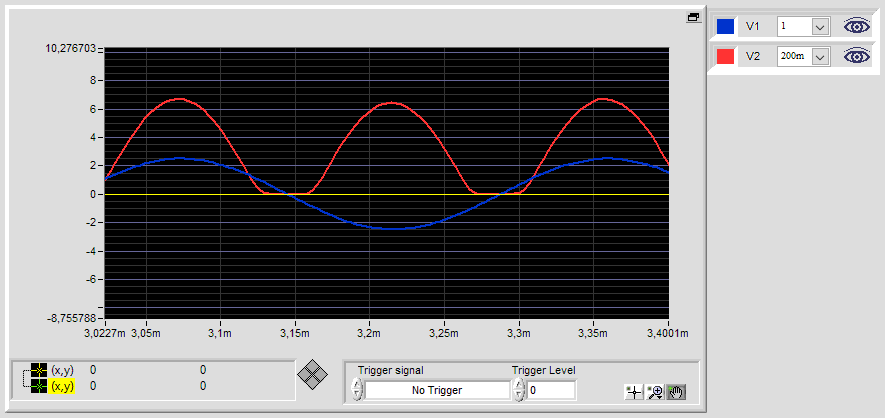 V1 1
V2 200m
10,276703
8
6
4
2
0
-2
-4
-6
-8,755788
3,0227m 3,05m 3,1m 3,15m 3,2m 3,25m 3,3m 3,35m 3,4001m
(x,y) 0 0
(x,y) 0 0
Trigger signal Trigger Level
No Trigger 0